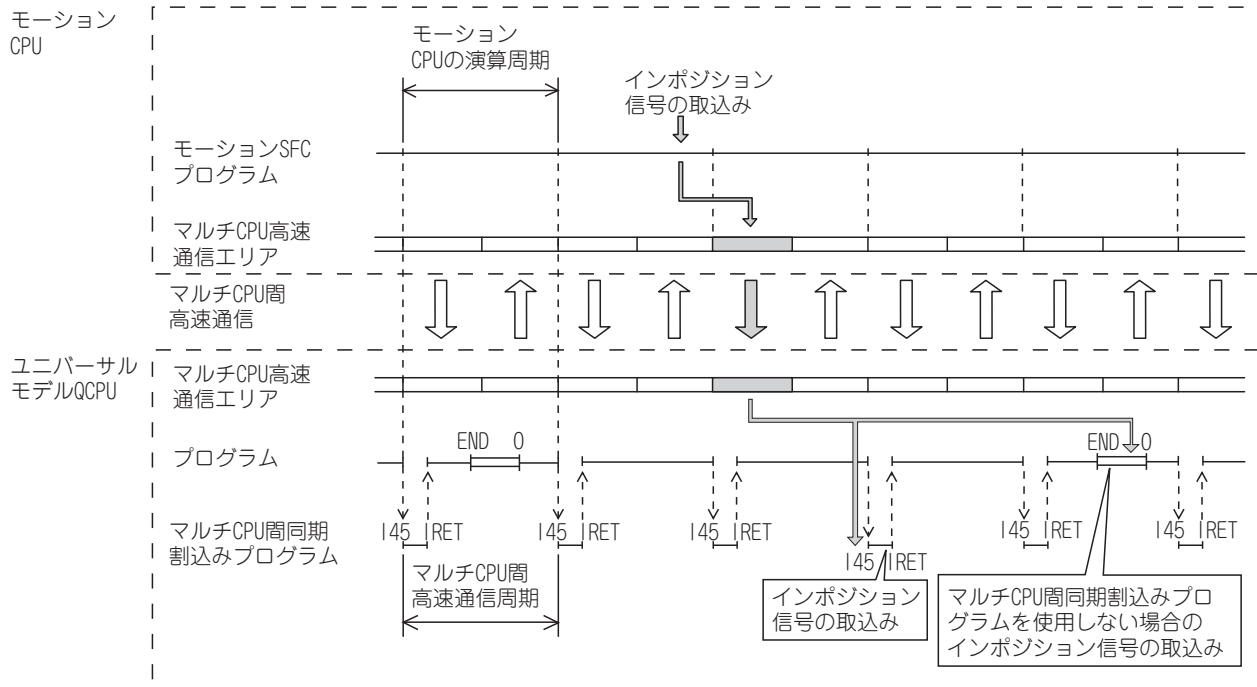 モーション
CPU
モーション
CPUの演算周期
インポジション
信号の取込み
モーションSFC
プログラム
マルチCPU高速
通信エリア
マルチCPU間
高速通信
ユニバーサル
モデルQCPU
マルチCPU高速
通信エリア
END 0
END 0
プログラム
マルチCPU間同期
割込みプログラム
I45 IRET
I45 IRET
I45 IRET
I45 IRET
I45 IRET
I45 IRET
マルチCPU間
高速通信周期
インポジション
信号の取込み
マルチCPU間同期割込みプロ
グラムを使用しない場合の
インポジション信号の取込み